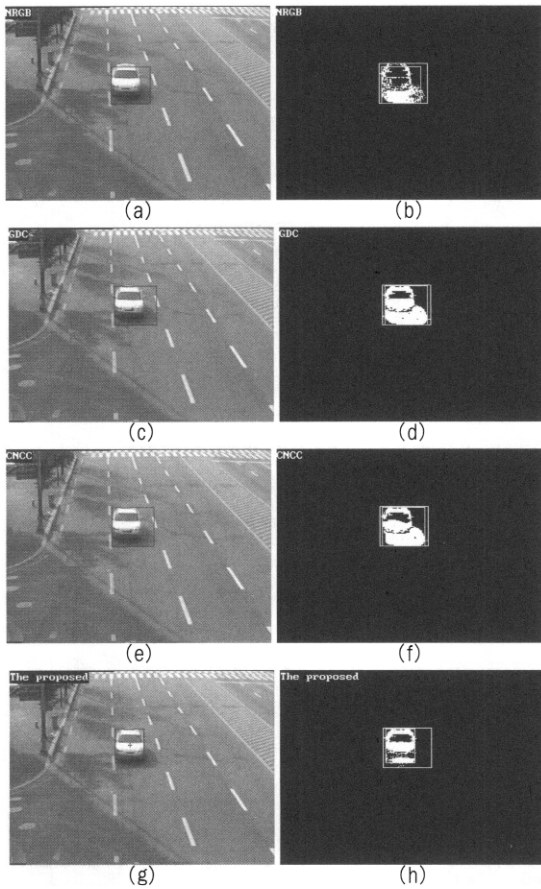 NRGB
NRGB
(a)
(b)
GDC
GDC
(c)
(d)
CNCC
CNCC
(e)
(f)
The proposed
The proposed
(g)
(h)